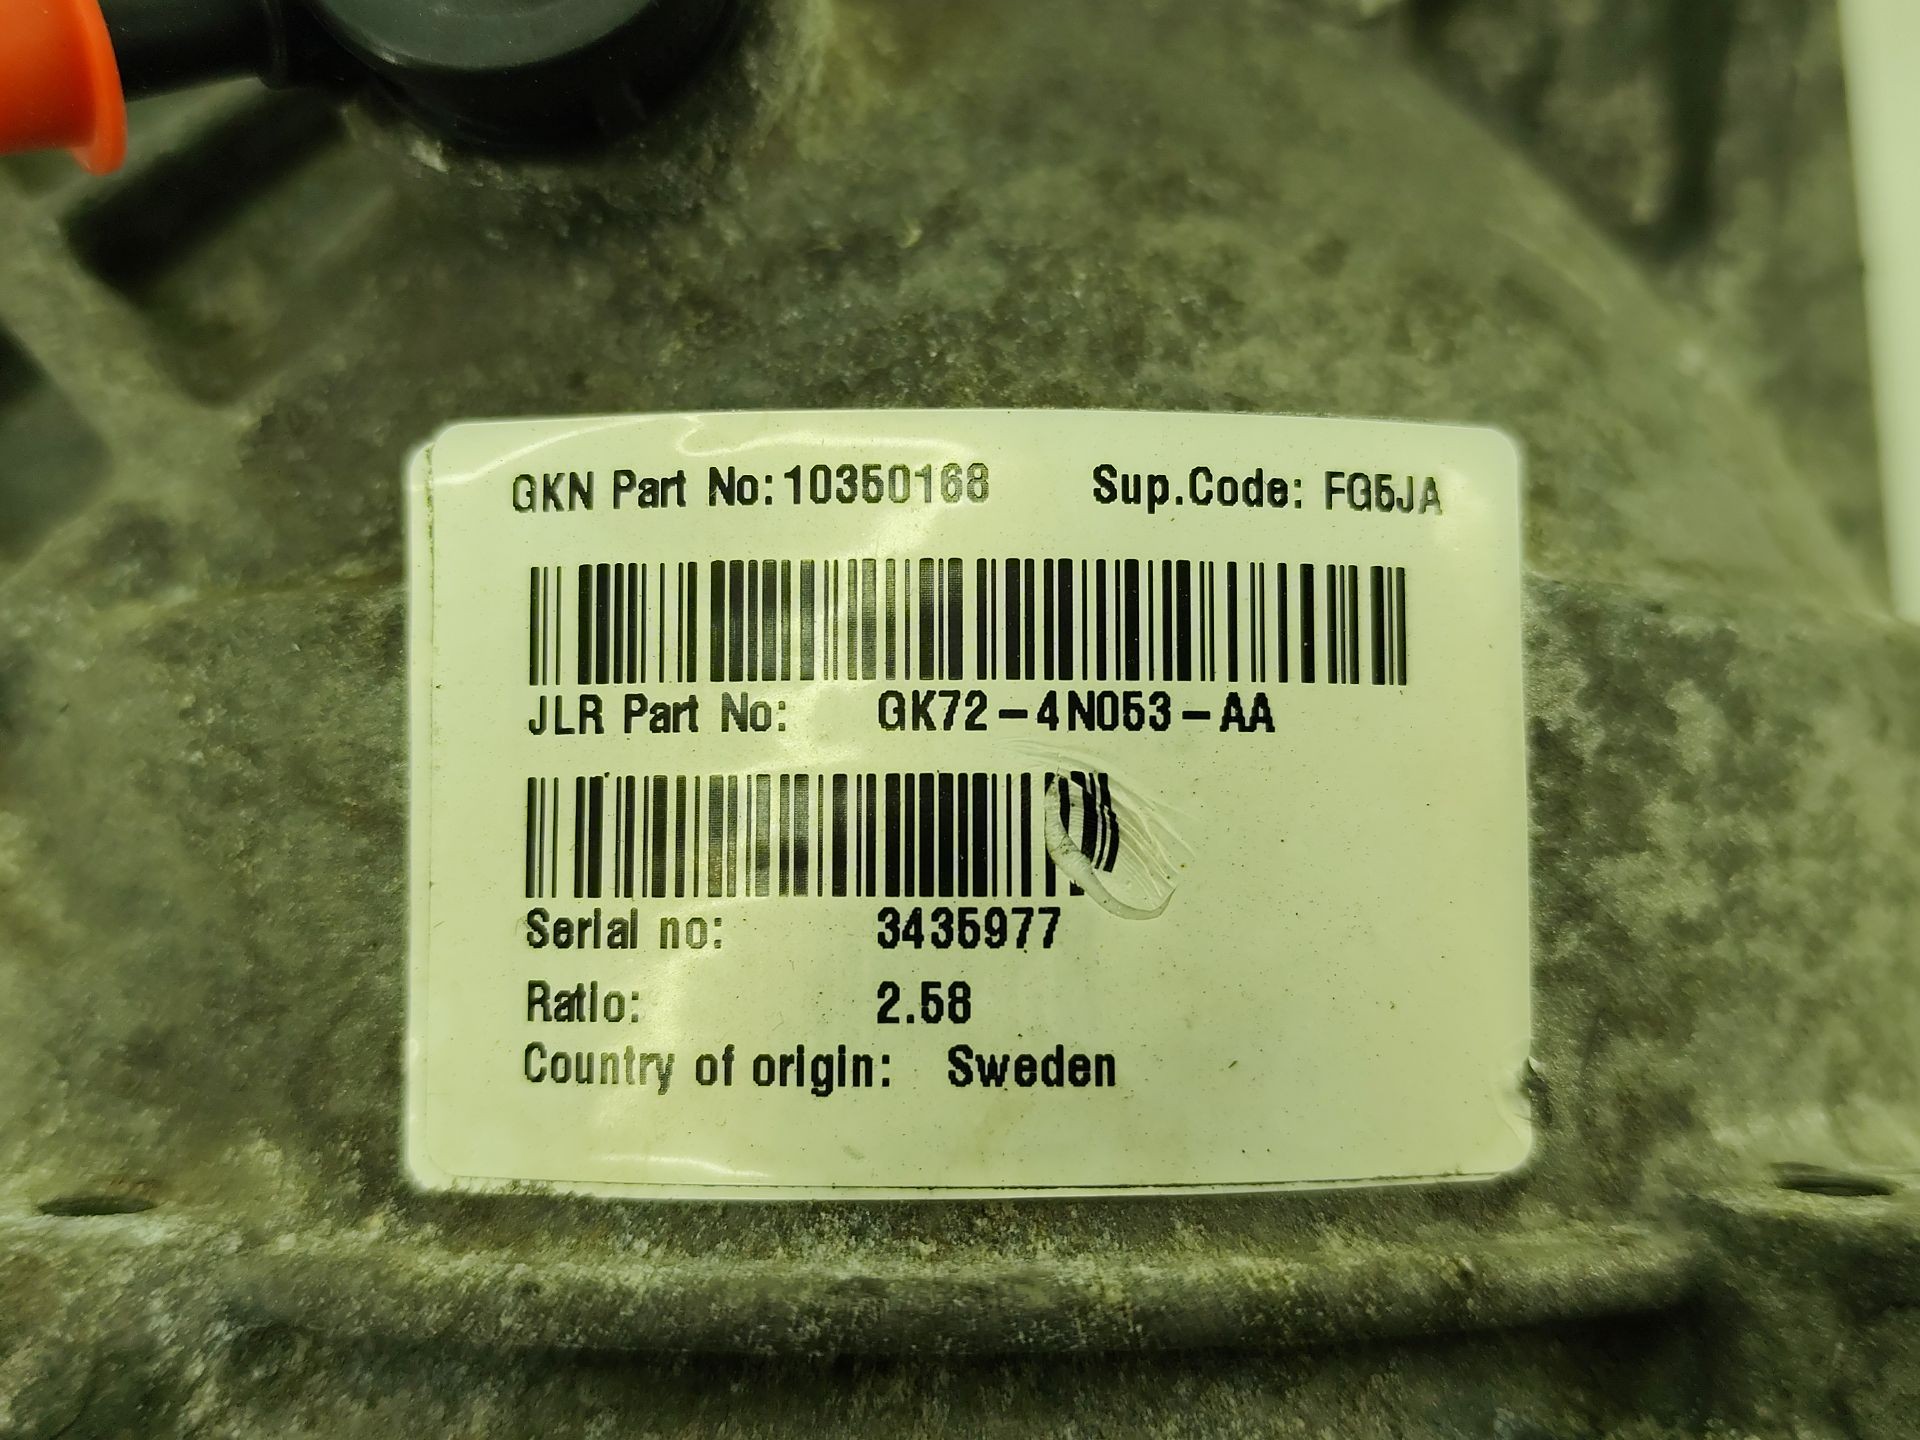 GKN Part No:10350168 Sup.Code: FG5JA
JLR Part No: GK72-4N053-AA
Serial no: 3435977
Ratio: 2.58
Country of origin: Sweden